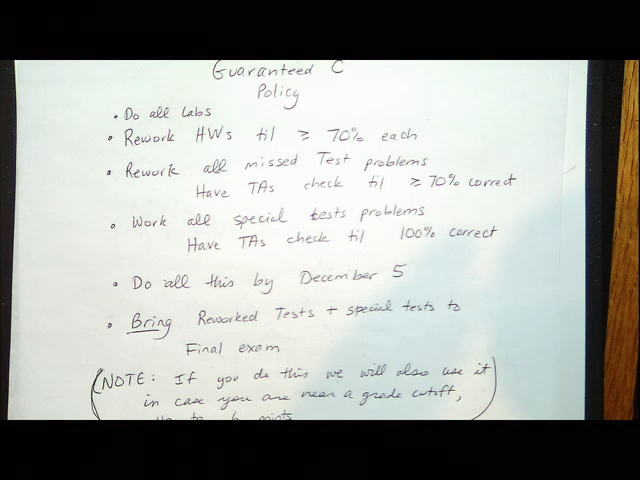 Guaranteed C
Policy
• Do all Labs
• Rework HWs til ≥ 70% each
• Rework all missed Test problems
Have TAs check til ≥ 70% correct
• Work all special tests problems
Have TAs check til 100% correct
• Do all this by December 5
• Bring Reworked Tests + special tests to
Final exam
(NOTE: If you do this we will also use it
in case you are near a grade cutoff,
points